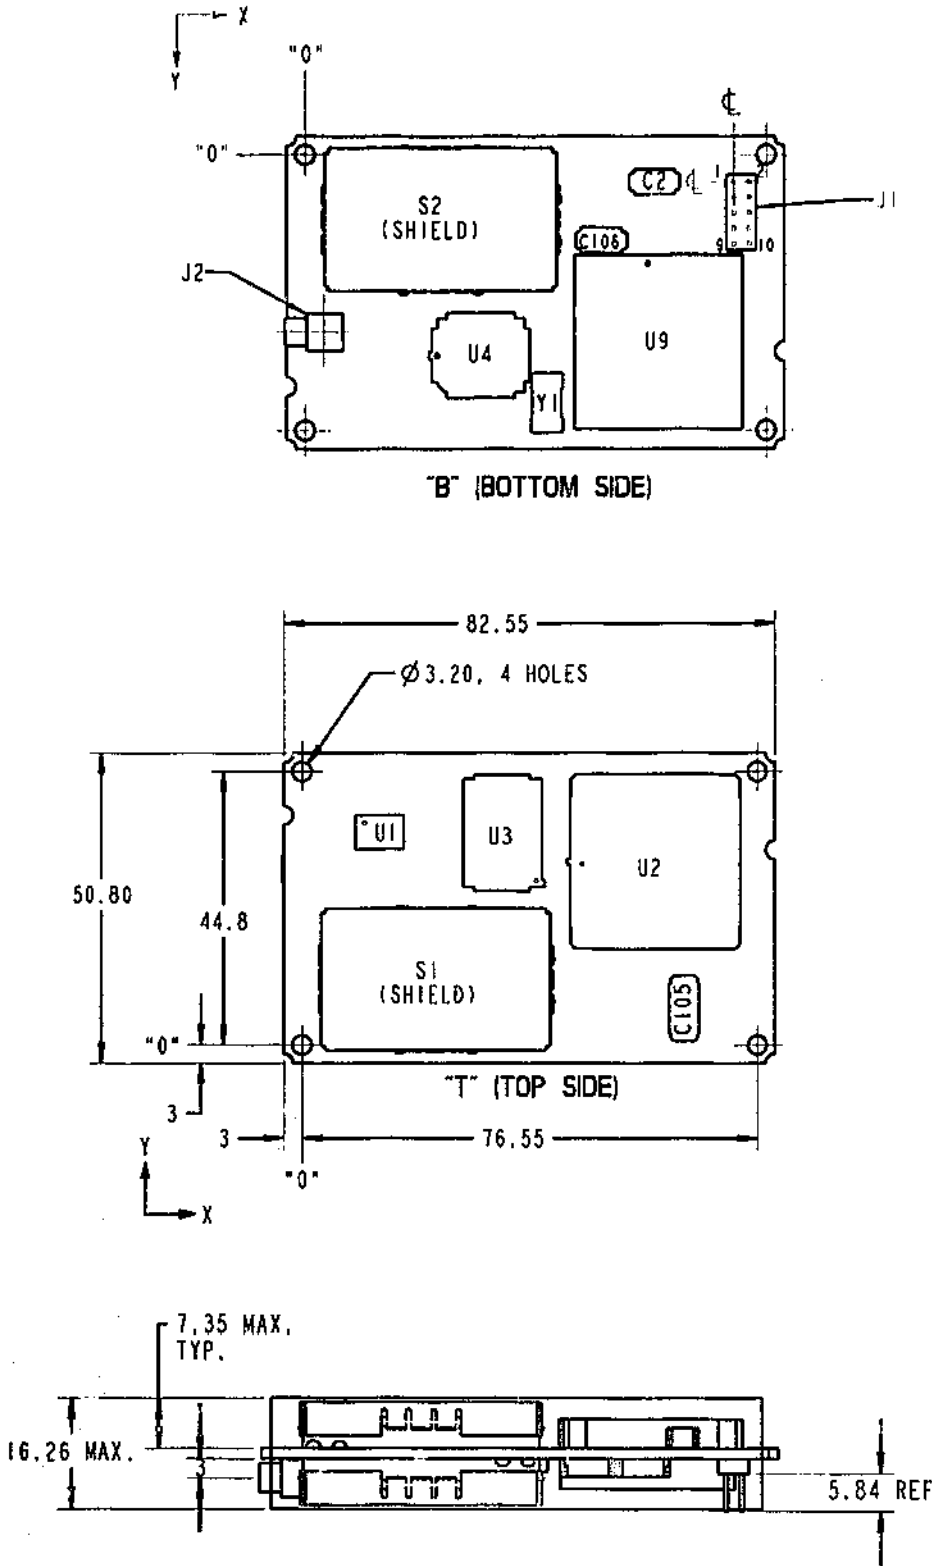 X
Y
"0"
"0"
℄
S2
(SHIELD)
C2
℄
1
2
J1
C106
9
10
J2
U4
U9
Y1
"B" (BOTTOM SIDE)
82.55
Ø3.20, 4 HOLES
U1
U3
U2
50.80
44.8
S1
(SHIELD)
C105
"0"
"T" (TOP SIDE)
3
3
76.55
"0"
Y
X
7.35 MAX.
TYP.
16.26 MAX.
3
5.84 REF